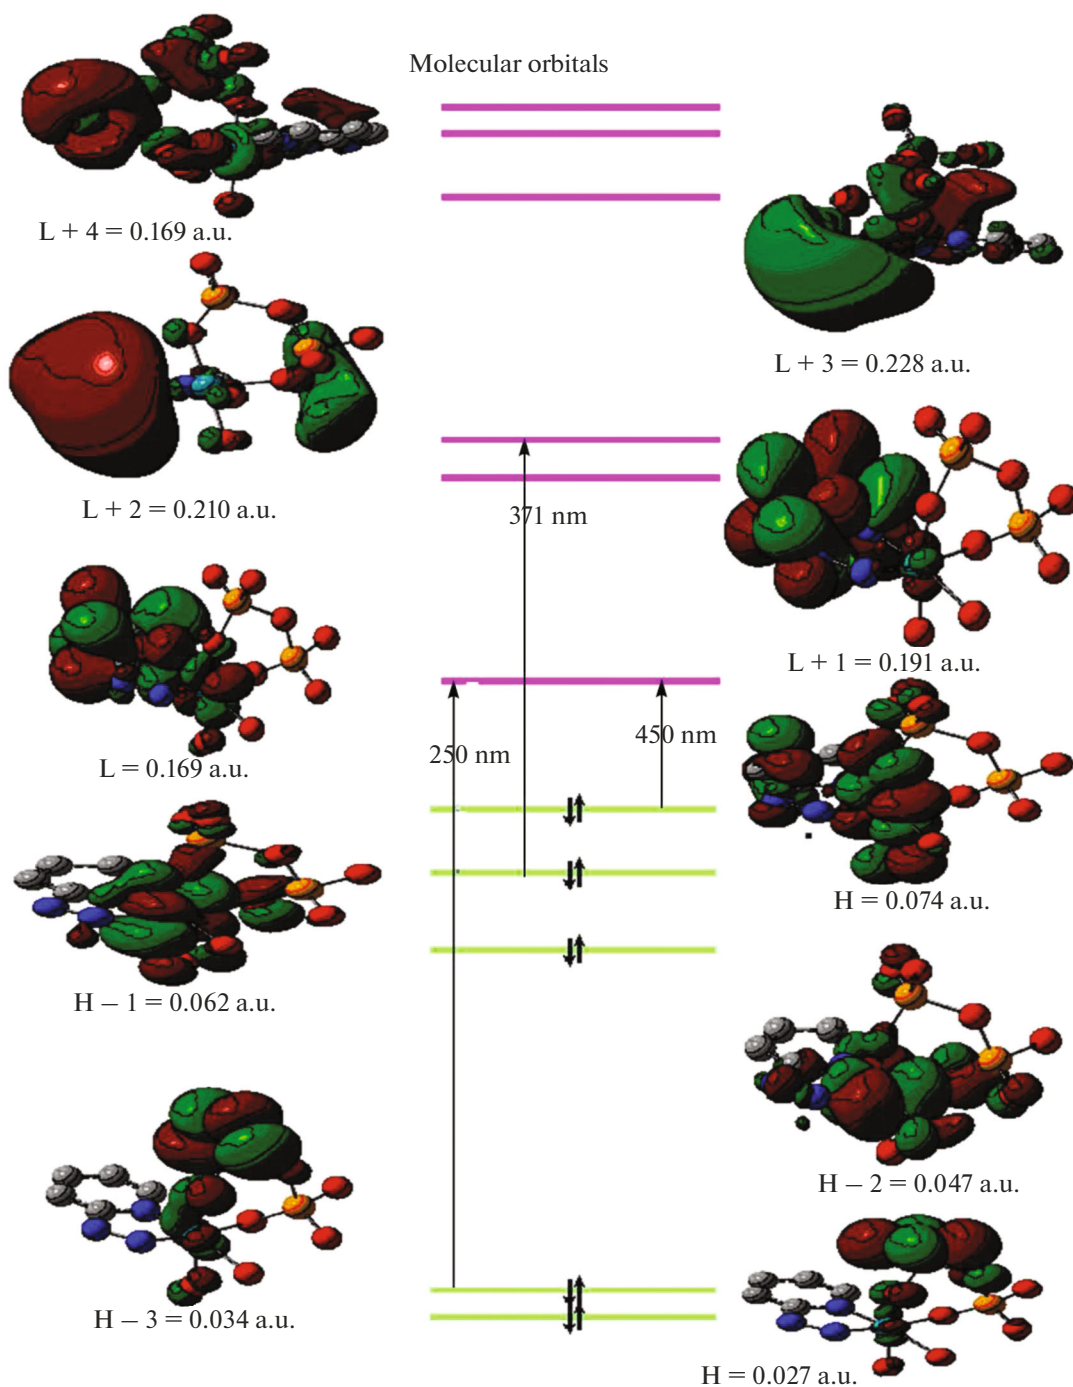 Molecular orbitals
L + 4 = 0.169 a.u.
L + 3 = 0.228 a.u.
L + 2 = 0.210 a.u.
371 nm
L + 1 = 0.191 a.u.
L = 0.169 a.u.
250 nm
450 nm
H = 0.074 a.u.
H – 1 = 0.062 a.u.
H – 2 = 0.047 a.u.
H – 3 = 0.034 a.u.
H = 0.027 a.u.